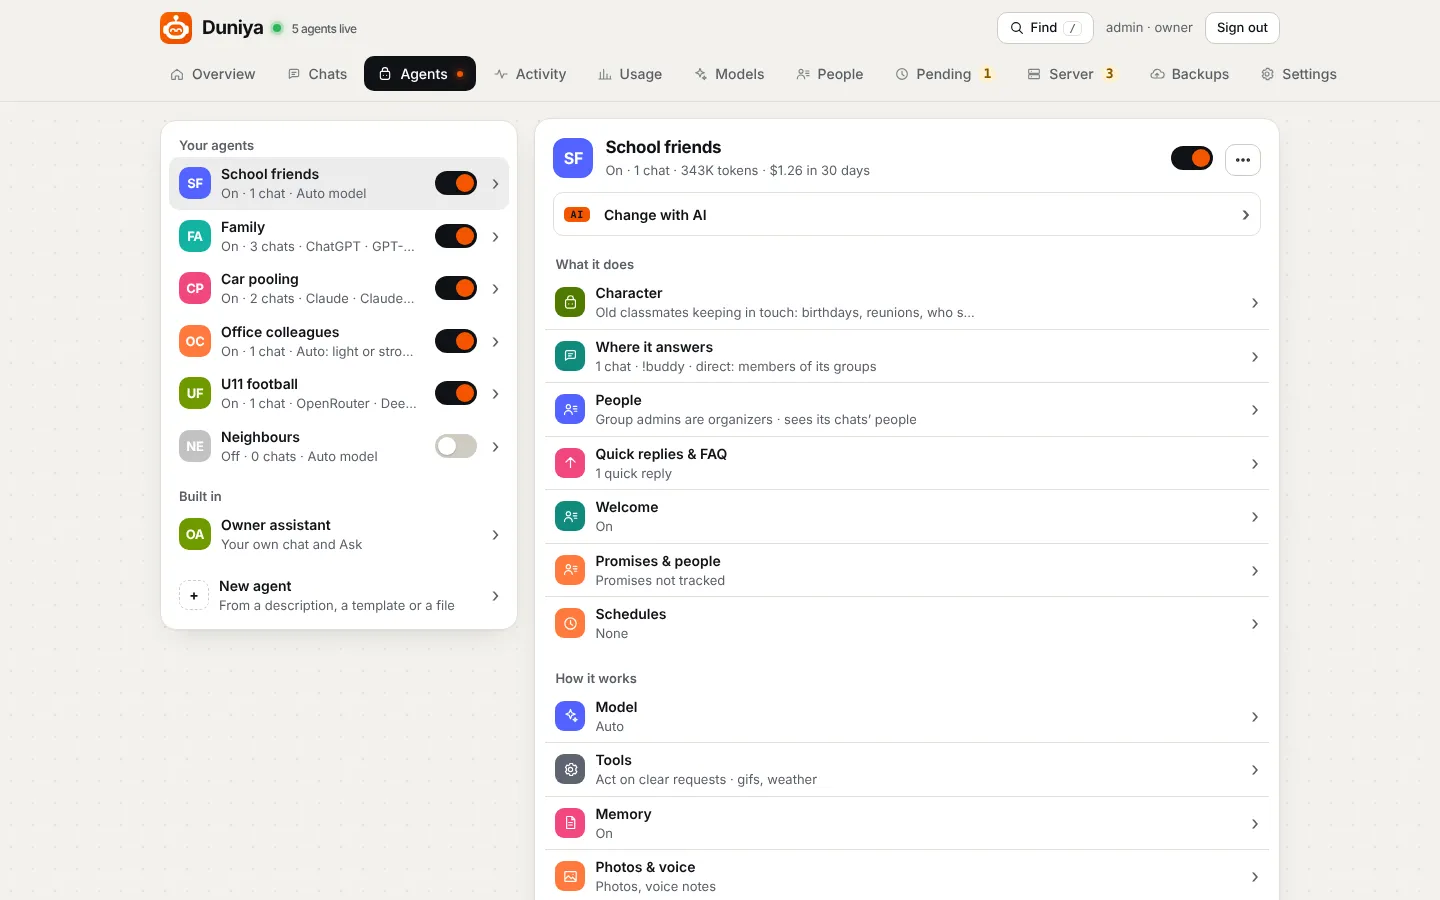 Duniya
5 agents live
Find /
admin · owner
Sign out
Overview
Chats
Agents
Activity
Usage
Models
People
Pending 1
Server 3
Backups
Settings
Your agents
SF
School friends
On · 1 chat · Auto model
FA
Family
On · 3 chats · ChatGPT · GPT-...
CP
Car pooling
On · 2 chats · Claude · Claude...
OC
Office colleagues
On · 1 chat · Auto: light or stro...
UF
U11 football
On · 1 chat · OpenRouter · Dee...
NE
Neighbours
Off · 0 chats · Auto model
Built in
OA
Owner assistant
Your own chat and Ask
+
New agent
From a description, a template or a file
SF
School friends
On · 1 chat · 343K tokens · $1.26 in 30 days
AI Change with AI
What it does
Character
Old classmates keeping in touch: birthdays, reunions, who s...
Where it answers
1 chat · !buddy · direct: members of its groups
People
Group admins are organizers · sees its chats’ people
Quick replies & FAQ
1 quick reply
Welcome
On
Promises & people
Promises not tracked
Schedules
None
How it works
Model
Auto
Tools
Act on clear requests · gifs, weather
Memory
On
Photos & voice
Photos, voice notes